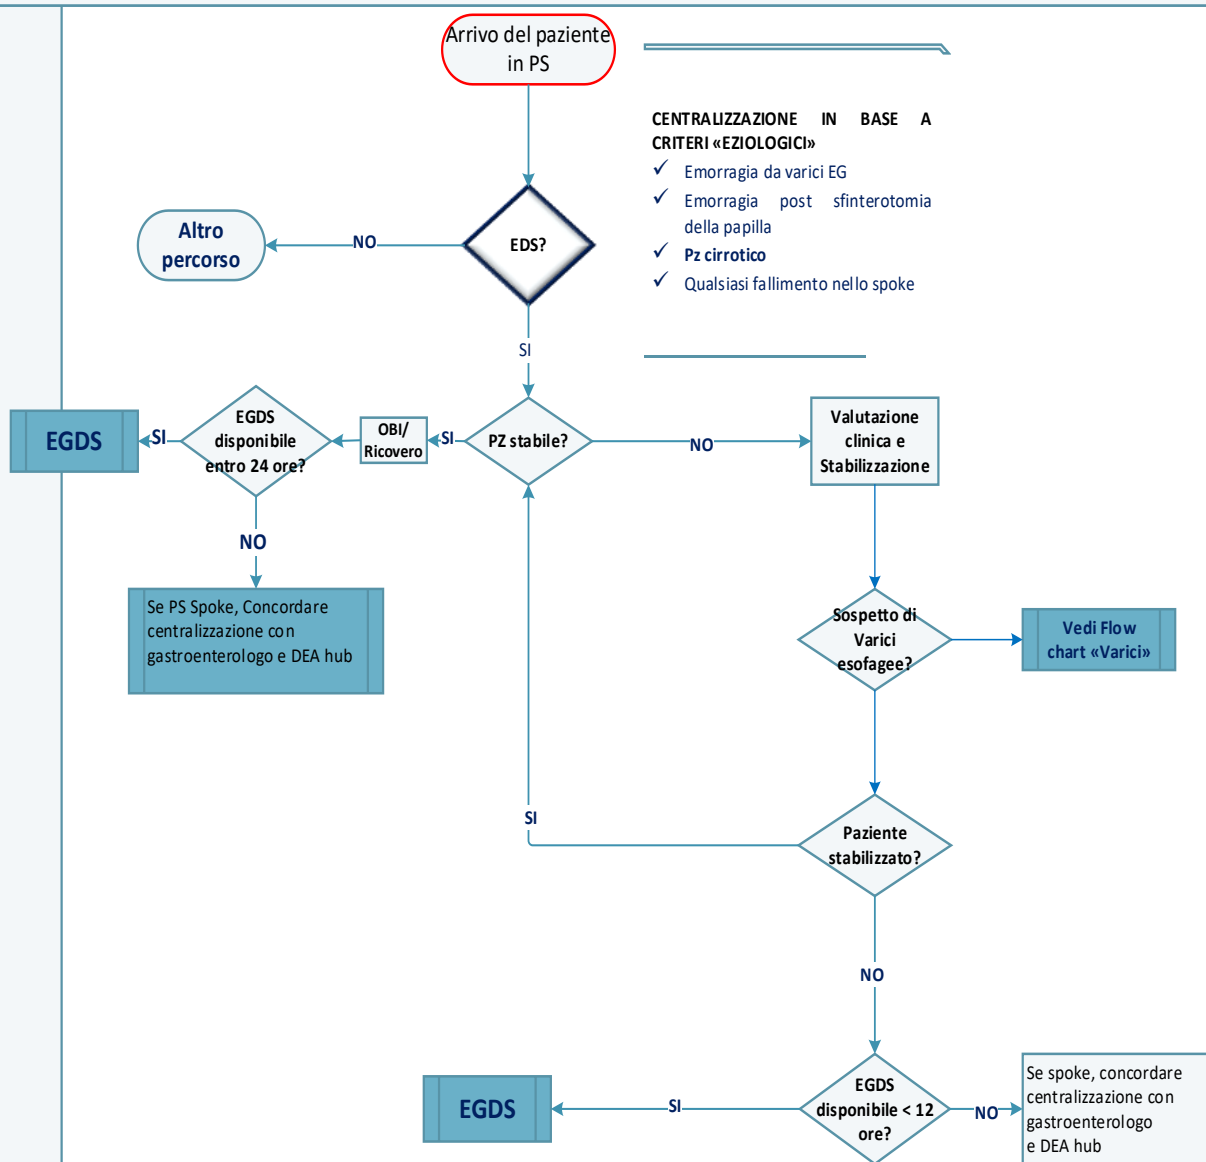 Arrivo del paziente
in PS
CENTRALIZZAZIONE IN BASE A
CRITERI «EZIOLOGICI»
✓ Emorragia da varici EG
✓ Emorragia post sfinterotomia
della papilla
✓ Pz cirrotico
✓ Qualsiasi fallimento nello spoke
EDS?
NO
Altro
percorso
SI
PZ stabile?
SI
OBI/
Ricovero
EGDS
disponibile
entro 24 ore?
SI
EGDS
NO
Se PS Spoke, Concordare
centralizzazione con
gastroenterologo e DEA hub
NO
Valutazione
clinica e
Stabilizzazione
Sospetto di
Varici
esofagee?
Vedi Flow
chart «Varici»
Paziente
stabilizzato?
SI
NO
EGDS
disponibile < 12
ore?
SI
EGDS
NO
Se spoke, concordare
centralizzazione con
gastroenterologo
e DEA hub